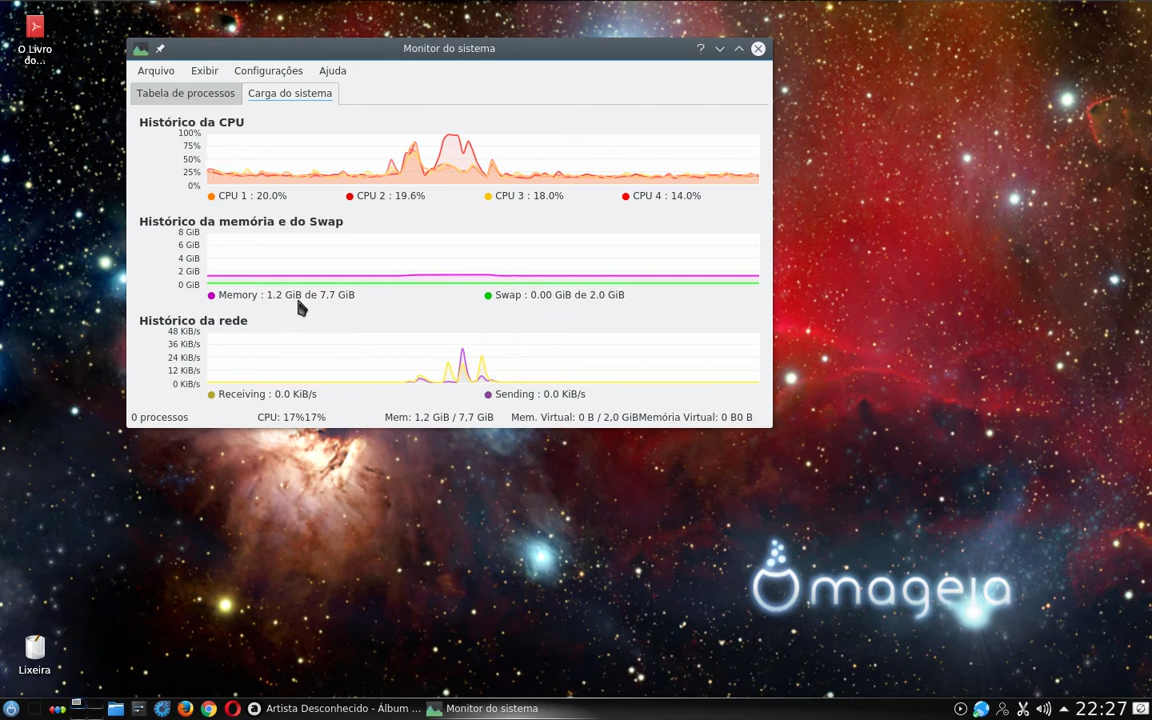 O Livro
do...
Monitor do sistema
Arquivo Exibir Configurações Ajuda
Tabela de processos Carga do sistema
Histórico da CPU
100%
75%
50%
25%
0%
CPU 1 : 20.0% CPU 2 : 19.6% CPU 3 : 18.0% CPU 4 : 14.0%
Histórico da memória e do Swap
8 GiB
6 GiB
4 GiB
2 GiB
0 GiB
Memory : 1.2 GiB de 7.7 GiB Swap : 0.00 GiB de 2.0 GiB
Histórico da rede
48 KiB/s
36 KiB/s
24 KiB/s
12 KiB/s
0 KiB/s
Receiving : 0.0 KiB/s Sending : 0.0 KiB/s
0 processos CPU: 17%17% Mem: 1,2 GiB / 7,7 GiB Mem. Virtual: 0 B / 2,0 GiBMemória Virtual: 0 B0 B
mageia
Lixeira
Artista Desconhecido - Álbum ... Monitor do sistema 22:27